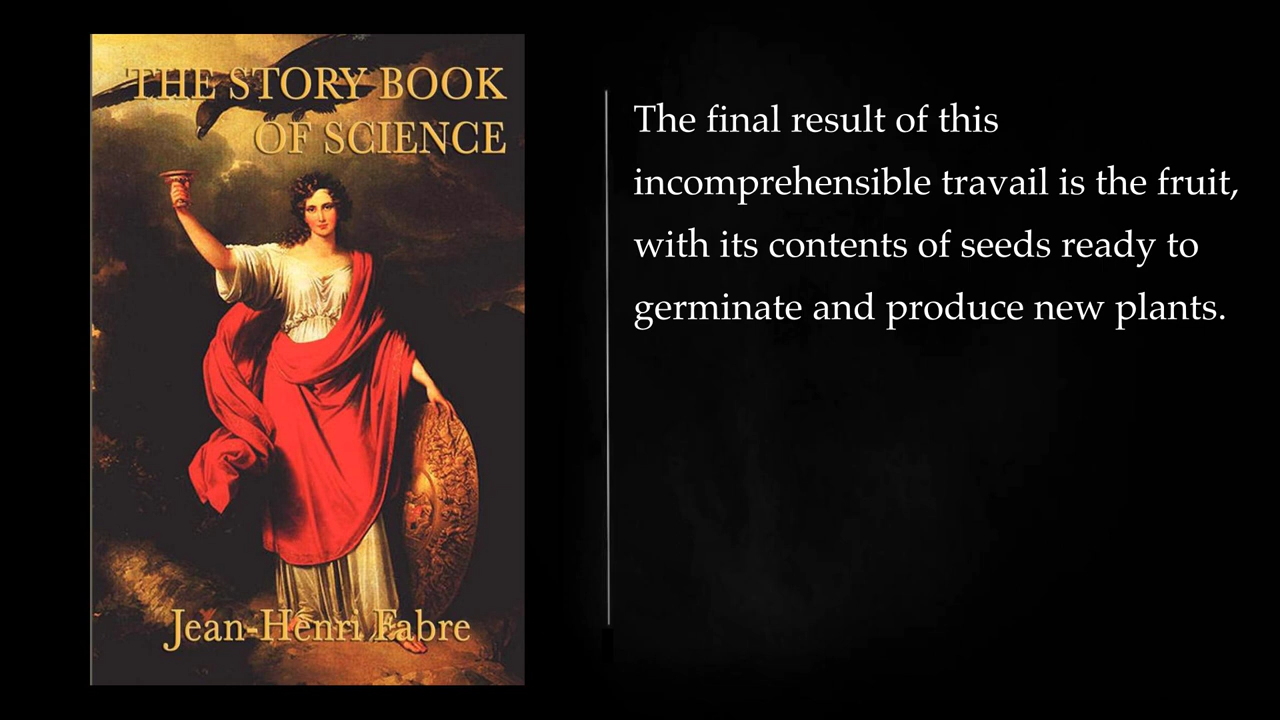 THE STORY BOOK
OF SCIENCE
Jean-Henri Fabre
The final result of this
incomprehensible travail is the fruit,
with its contents of seeds ready to
germinate and produce new plants.